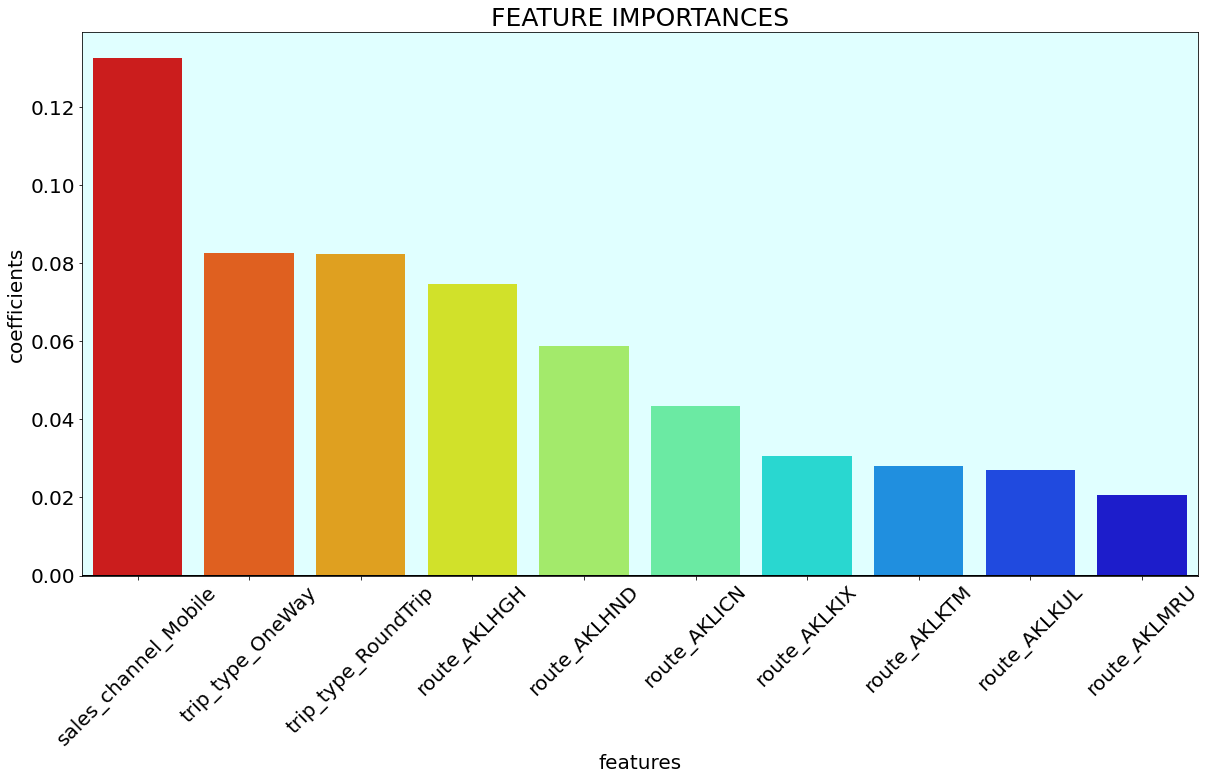 FEATURE IMPORTANCES
coefficients
0.12
0.10
0.08
0.06
0.04
0.02
0.00
sales_channel_Mobile
trip_type_OneWay
trip_type_RoundTrip
route_AKLHGH
route_AKLHND
route_AKLICN
route_AKLKIX
route_AKLKTM
route_AKLKUL
route_AKLMRU
features